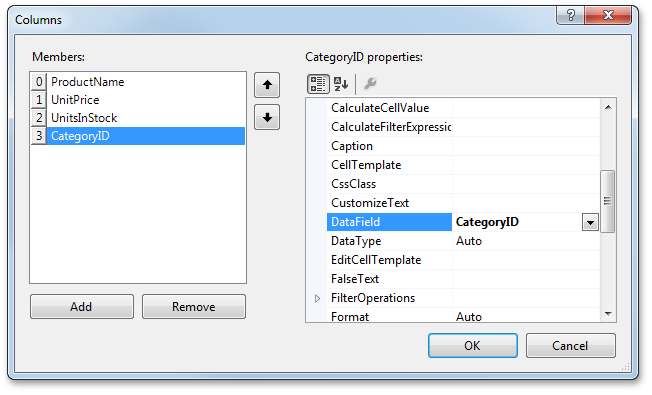 Columns
?
Members:
0 ProductName
1 UnitPrice
2 UnitsInStock
3 CategoryID
Add
Remove
CategoryID properties:
A
Z
CalculateCellValue
CalculateFilterExpressic
Caption
CellTemplate
CssClass
CustomizeText
DataField CategoryID
DataType Auto
EditCellTemplate
FalseText
FilterOperations
Format Auto
OK
Cancel